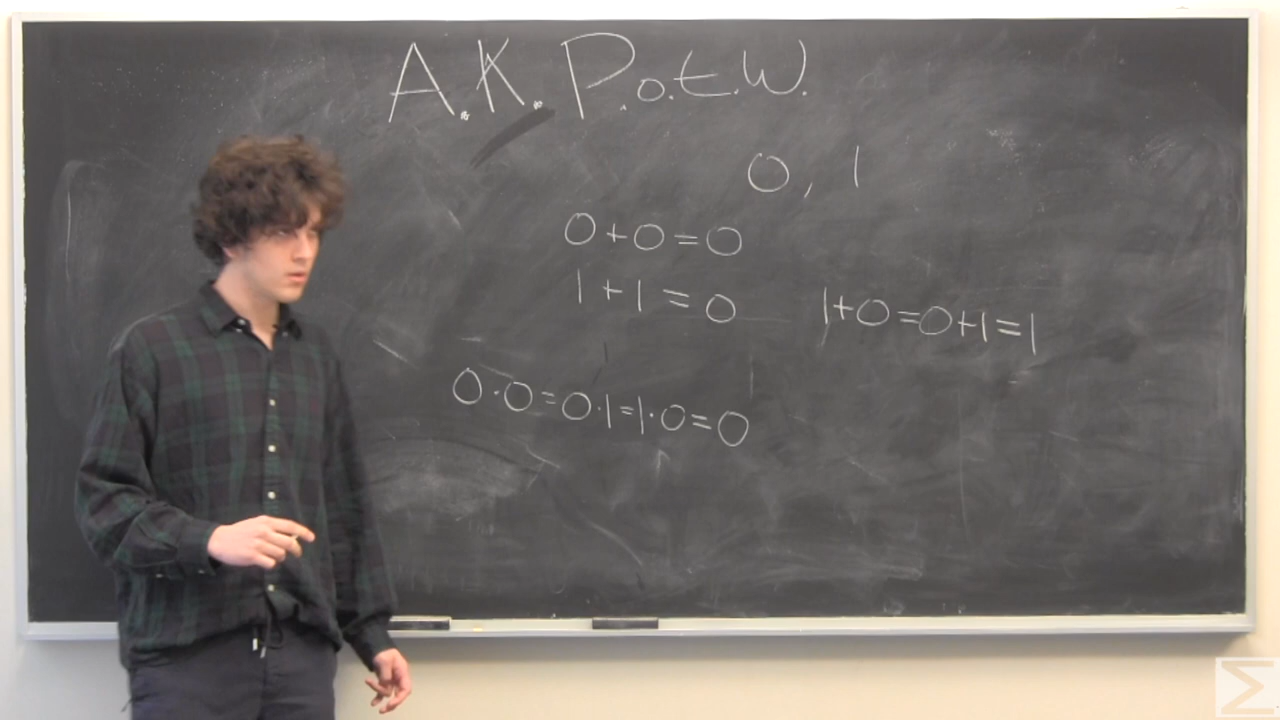 A.K. P.o.t.W.
0, 1
0+0=0
1+1=0 1+0=0+1=1
0·0=0·1=1·0=0
Σ